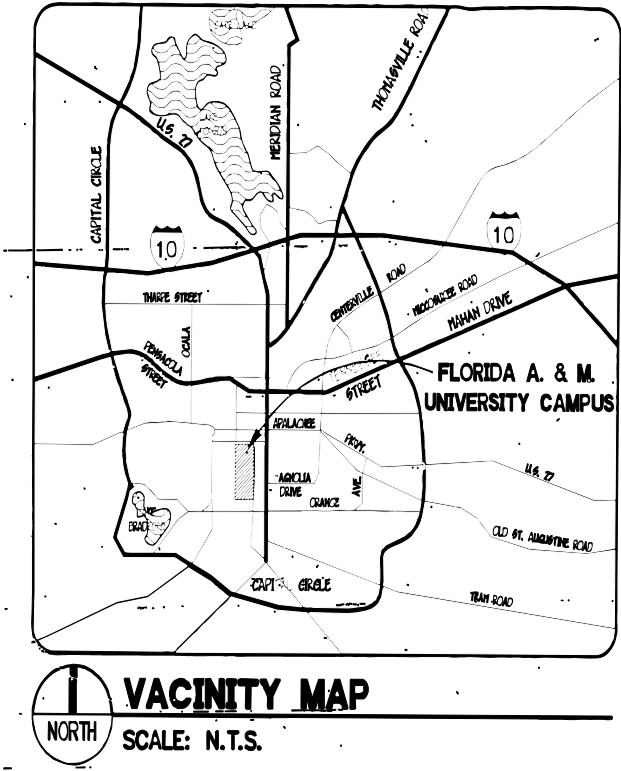 THOMASVILLE ROAD
MERIDIAN ROAD
U.S. 27
CAPITAL CIRCLE
10
10
CENTERVILLE ROAD
MICCOSUKEE ROAD
THARPE STREET
MAHAN DRIVE
OCALA
PENSACOLA
STREET
STREET
FLORIDA A. & M.
UNIVERSITY CAMPUS
APALACHEE
PKWY.
U.S. 27
AGNOLIA
DRIVE
AVE.
ORANGE
BRAD
OLD ST. AUGUSTINE ROAD
CIRCLE
TRAM ROAD
VACINITY MAP
NORTH
SCALE: N.T.S.